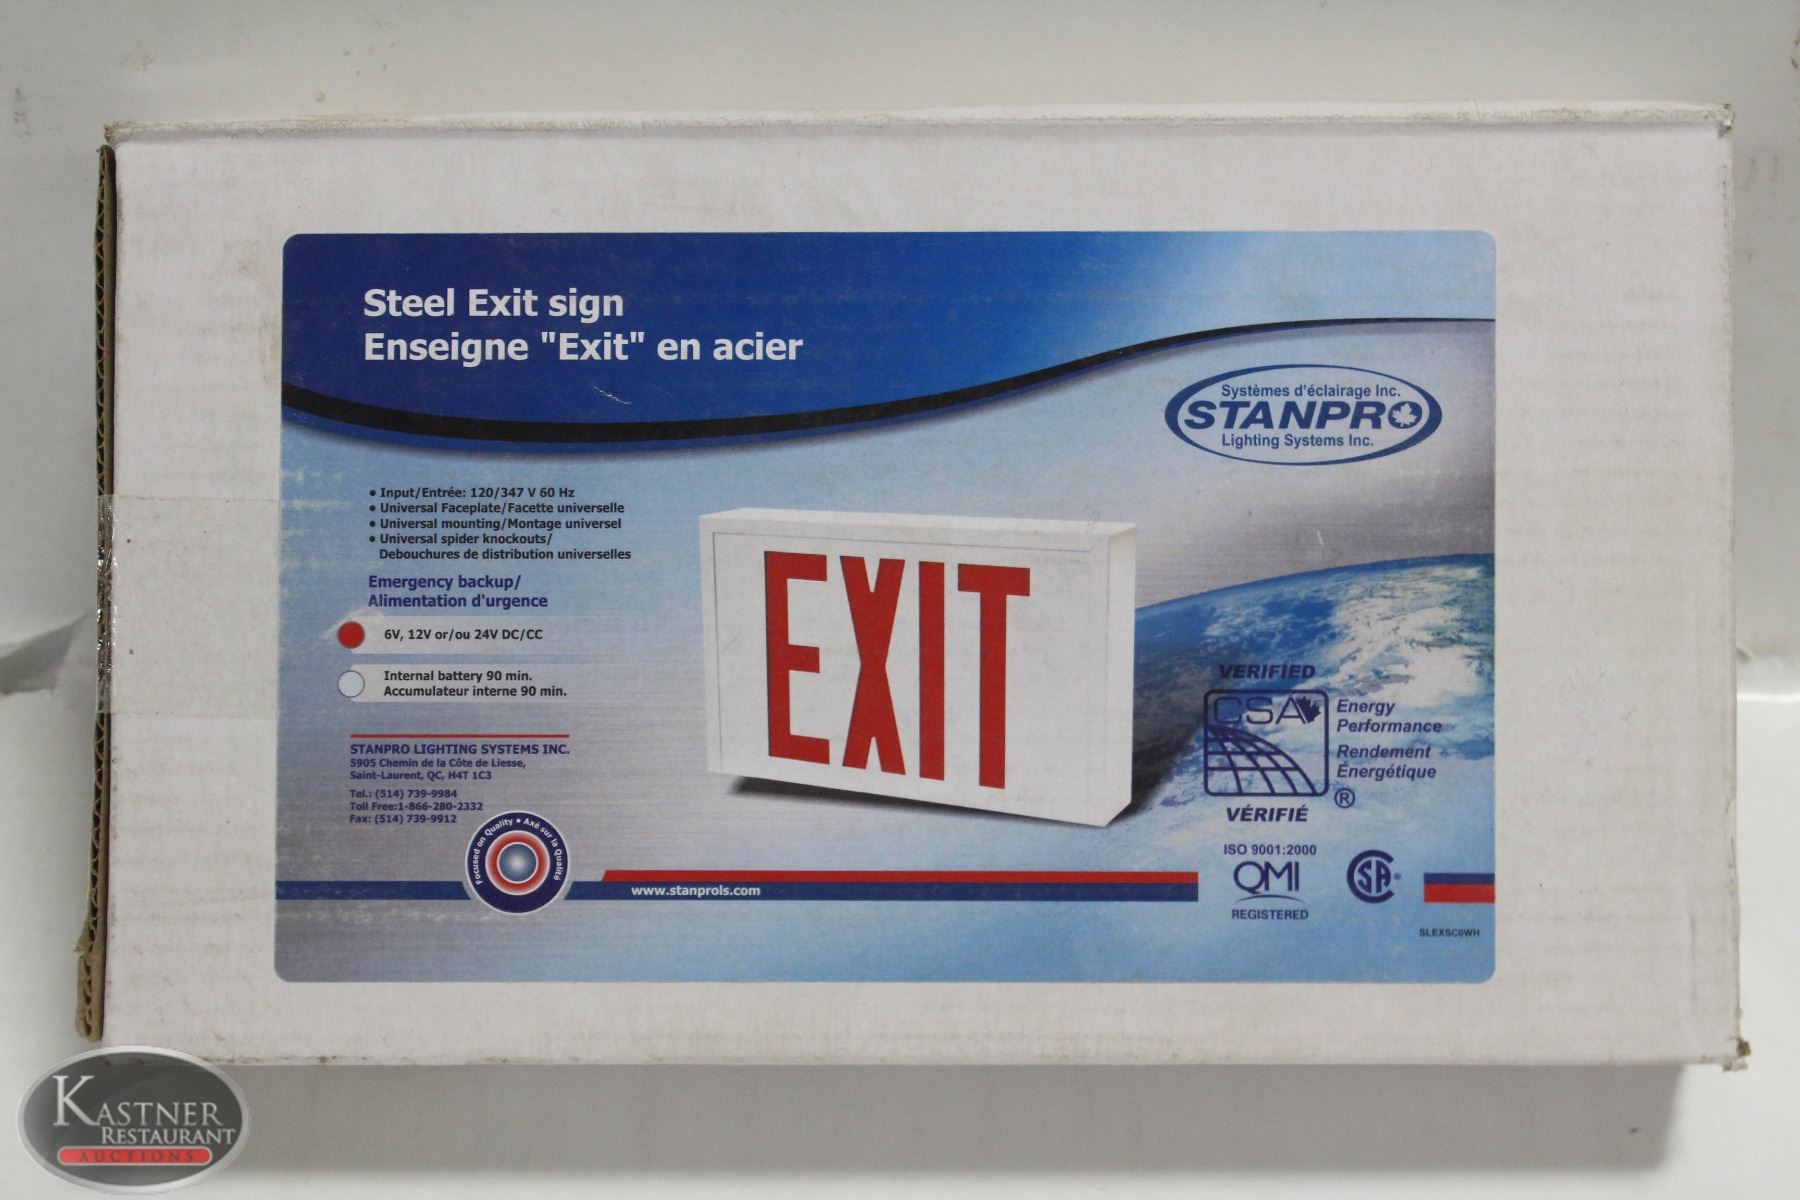 Steel Exit sign
Enseigne "Exit" en acier
Systèmes d'éclairage Inc.
STANPRO
Lighting Systems Inc.
• Input/Entrée: 120/347 V 60 Hz
• Universal Faceplate/Facette universelle
• Universal mounting/Montage universel
• Universal spider knockouts/
Debouchures de distribution universelles
Emergency backup/
Alimentation d'urgence
6V, 12V or/ou 24V DC/CC
Internal battery 90 min.
Accumulateur interne 90 min.
STANPRO LIGHTING SYSTEMS INC.
5905 Chemin de la Côte de Liesse,
Saint-Laurent, QC, H4T 1C3
Tel.: (514) 739-9984
Toll Free:1-866-280-2332
Fax: (514) 739-9912
Focused on Quality • Axé sur la Qualité
www.stanprols.com
EXIT
VERIFIED
CSA
Energy
Performance
Rendement
Énergétique
®
VÉRIFIÉ
ISO 9001:2000
QMI
REGISTERED
CSA®
SLEXSC0WH
KASTNER
RESTAURANT
AUCTIONS